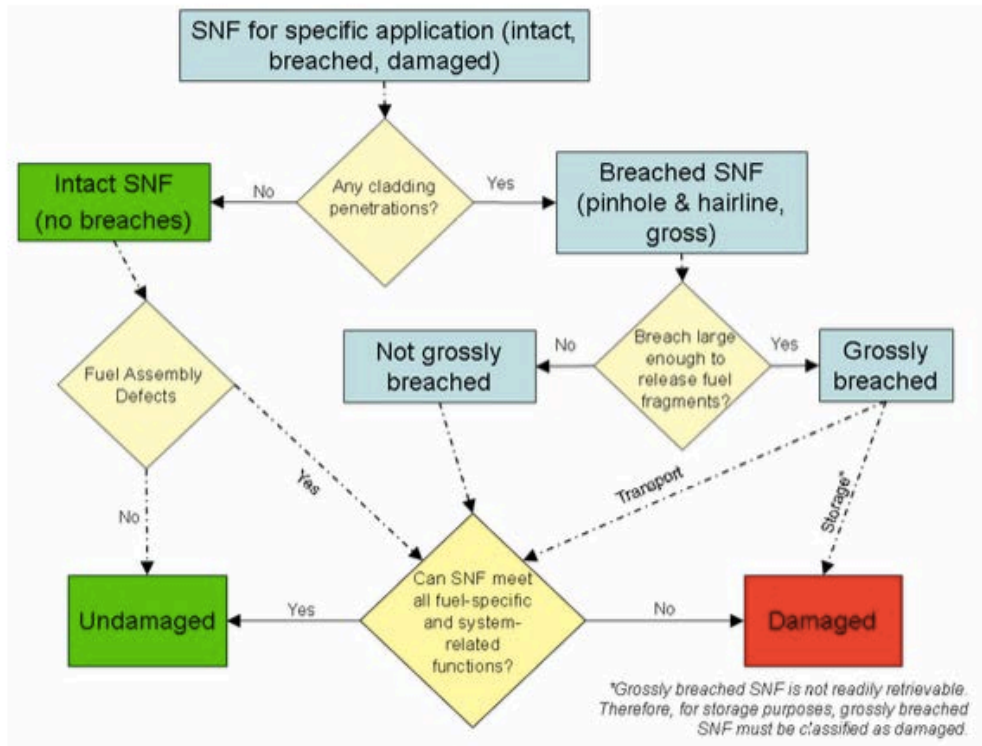 SNF for specific application (intact,
breached, damaged)
Intact SNF
(no breaches)
No
Any cladding
penetrations?
Yes
Breached SNF
(pinhole & hairline,
gross)
Fuel Assembly
Defects
Not grossly
breached
No
Breach large
enough to
release fuel
fragments?
Yes
Grossly
breached
Yes
Transport
Storage*
No
Undamaged
Yes
Can SNF meet
all fuel-specific
and system-
related
functions?
No
Damaged
*Grossly breached SNF is not readily retrievable.
Therefore, for storage purposes, grossly breached
SNF must be classified as damaged.